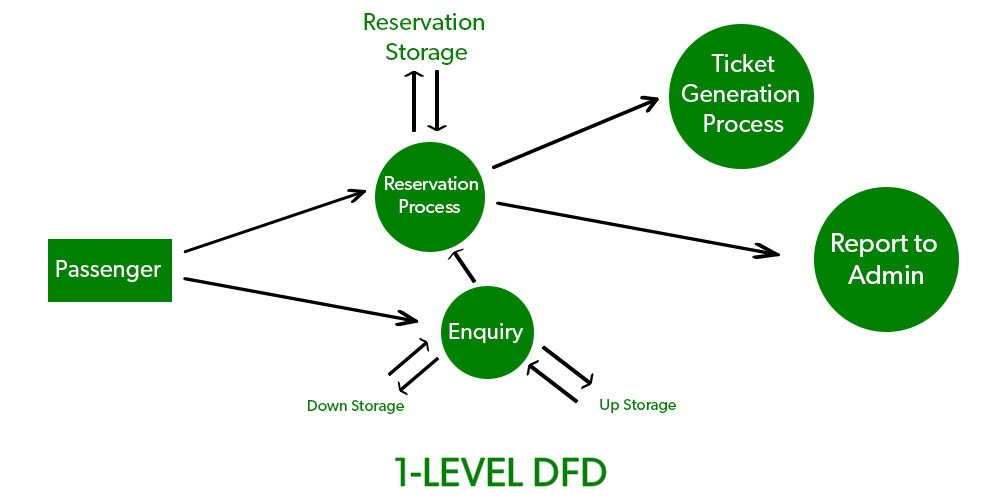 Reservation
Storage
Ticket
Generation
Process
Reservation
Process
Passenger
Report to
Admin
Enquiry
Down Storage
Up Storage
1-LEVEL DFD